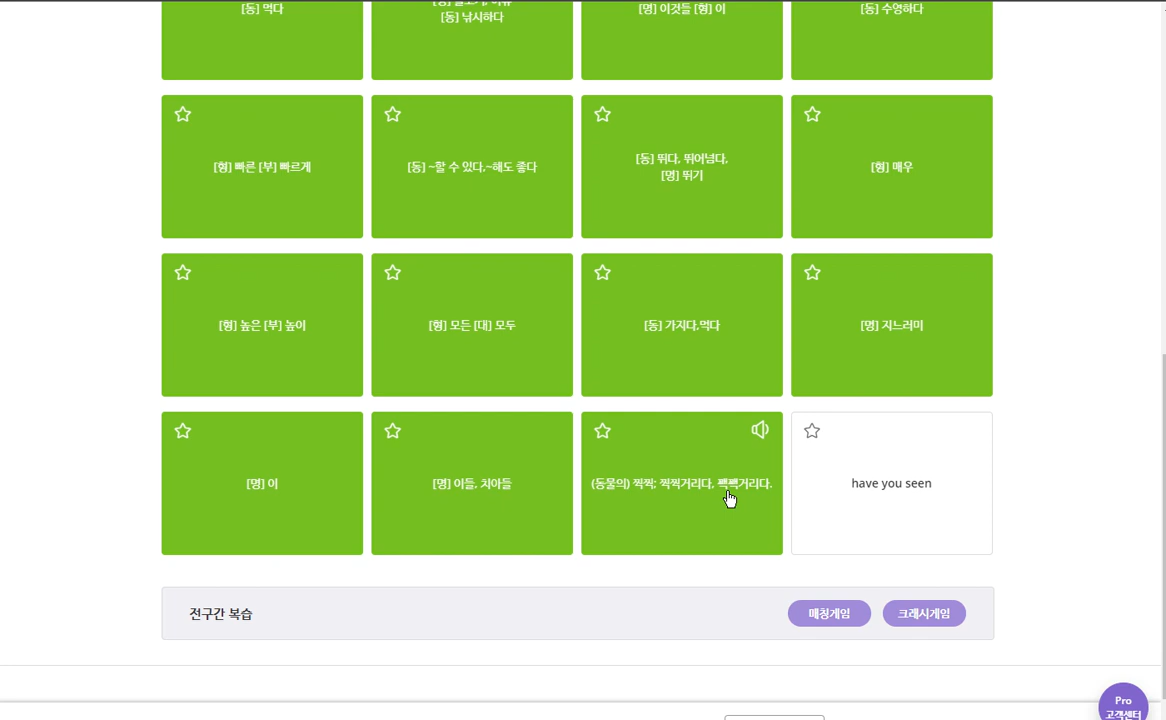 [동] 먹다
[동] 낚시하다
[명] 이것들 [형] 이
[동] 수영하다
[형] 빠른 [부] 빠르게
[동] ~할 수 있다,~해도 좋다
[동] 뛰다, 뛰어넘다,
[명] 뛰기
[형] 매우
[형] 높은 [부] 높이
[형] 모든 [대] 모두
[동] 가지다,먹다
[명] 지느러미
[명] 이
[명] 이들, 치아들
(동물의) 찍찍; 찍찍거리다, 짹짹거리다.
have you seen
전구간 복습
매칭게임
크래시게임
Pro
고객센터